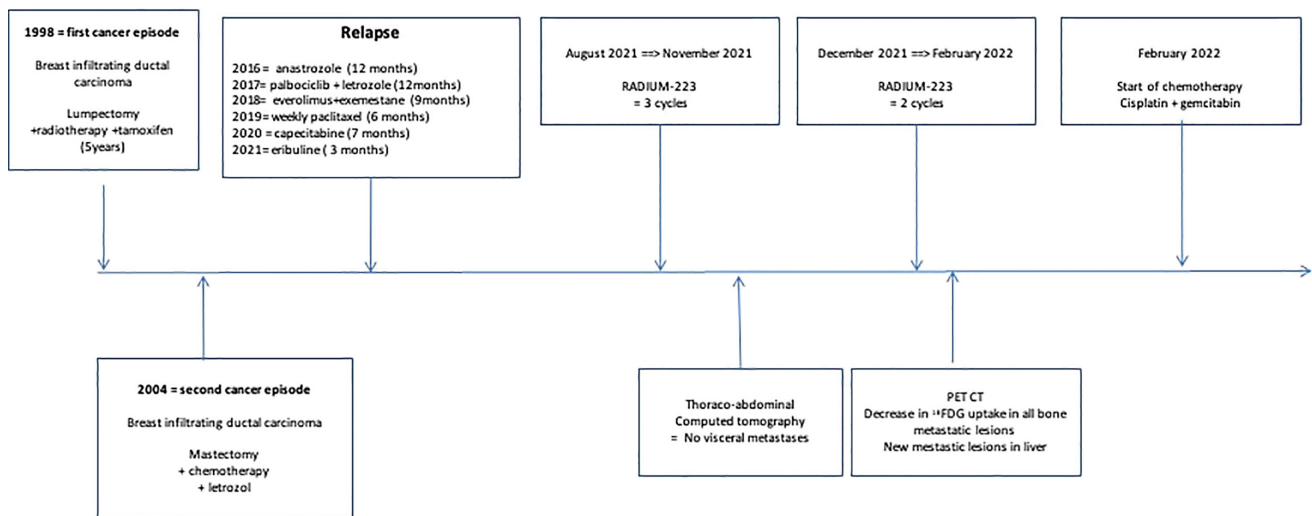 1998 = first cancer episode
Breast infiltrating ductal
carcinoma
Lumpectomy
+radiotherapy +tamoxifen
(5years)
Relapse
2016= anastrozole (12 months)
2017= palbociclib + letrozole (12months)
2018= everolimus+exemestane (9months)
2019= weekly paclitaxel (6 months)
2020 = capecitabine (7 months)
2021= eribuline ( 3 months)
August 2021 ==> November 2021
RADIUM-223
= 3 cycles
December 2021 ==> February 2022
RADIUM-223
= 2 cycles
February 2022
Start of chemotherapy
Cisplatin + gemcitabin
2004 = second cancer episode
Breast infiltrating ductal carcinoma
Mastectomy
+ chemotherapy
+ letrozol
Thoraco-abdominal
Computed tomography
= No visceral metastases
PET CT
Decrease in ¹⁸FDG uptake in all bone
metastatic lesions
New mestastic lesions in liver